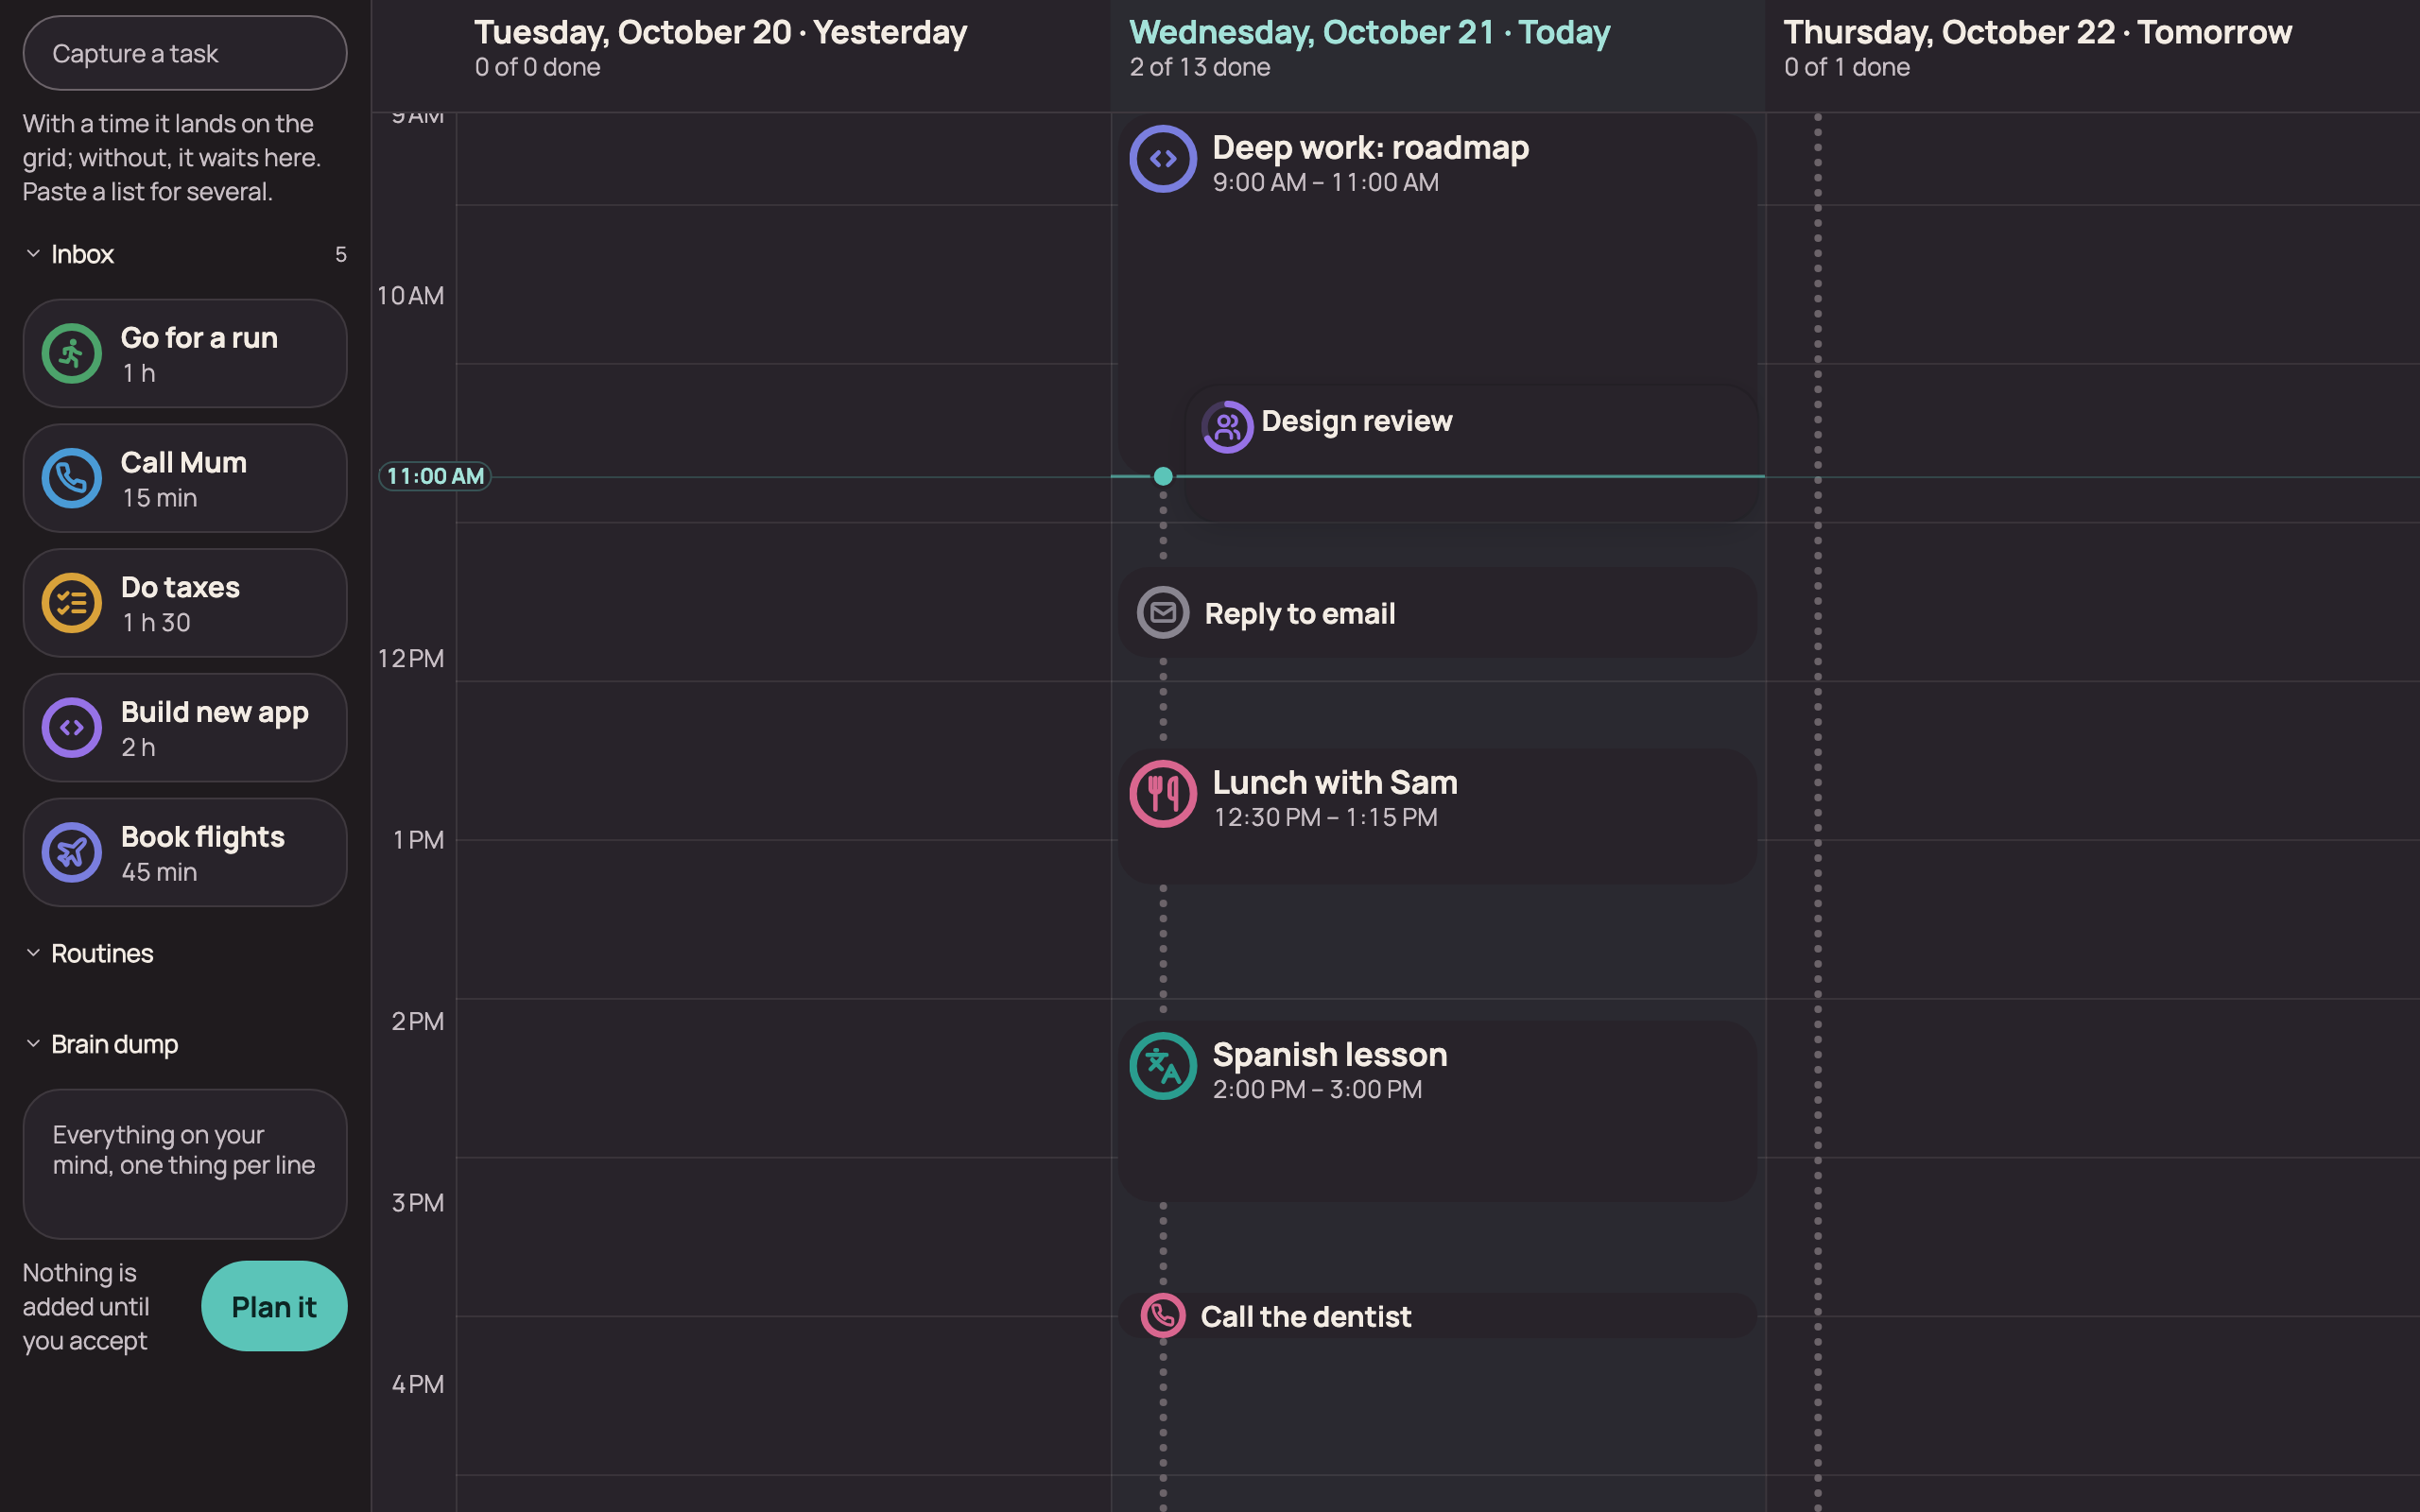 Capture a task
With a time it lands on the
grid; without, it waits here.
Paste a list for several.
Inbox 5
Go for a run
1 h
Call Mum
15 min
Do taxes
1 h 30
Build new app
2 h
Book flights
45 min
Routines
Brain dump
Everything on your
mind, one thing per line
Nothing is
added until
you accept
Plan it
Tuesday, October 20 · Yesterday
0 of 0 done
Wednesday, October 21 · Today
2 of 13 done
Thursday, October 22 · Tomorrow
0 of 1 done
9 AM
10 AM
11:00 AM
12 PM
1 PM
2 PM
3 PM
4 PM
Deep work: roadmap
9:00 AM – 11:00 AM
Design review
Reply to email
Lunch with Sam
12:30 PM – 1:15 PM
Spanish lesson
2:00 PM – 3:00 PM
Call the dentist